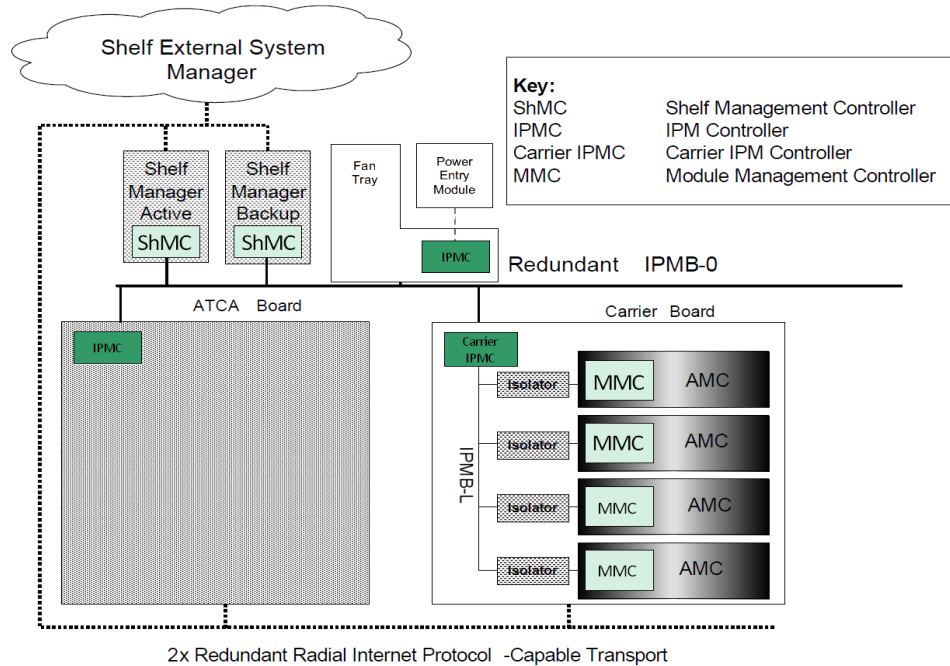 Shelf External System
Manager
Key:
ShMC Shelf Management Controller
IPMC IPM Controller
Carrier IPMC Carrier IPM Controller
MMC Module Management Controller
Shelf
Manager
Active
ShMC
Shelf
Manager
Backup
ShMC
Fan
Tray
Power
Entry
Module
IPMC
Redundant IPMB-0
ATCA Board
IPMC
Carrier Board
Carrier
IPMC
IPMB-L
Isolator
MMC
AMC
Isolator
MMC
AMC
Isolator
MMC
AMC
Isolator
MMC
AMC
2x Redundant Radial Internet Protocol -Capable Transport